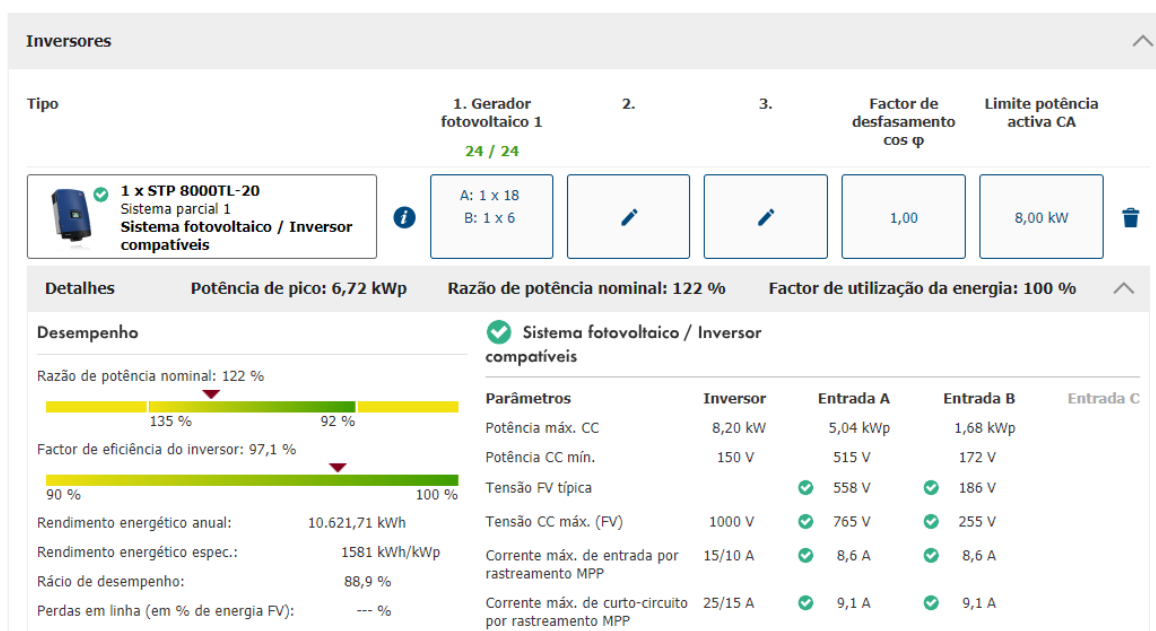 Inversores
Tipo
1. Gerador
fotovoltaico 1
24 / 24
2.
3.
Factor de
desfasamento
cos φ
Limite potência
activa CA
1 x STP 8000TL-20
Sistema parcial 1
Sistema fotovoltaico / Inversor
compatíveis
i
A: 1 x 18
B: 1 x 6
1,00
8,00 kW
Detalhes Potência de pico: 6,72 kWp Razão de potência nominal: 122 % Factor de utilização da energia: 100 %
Desempenho
Razão de potência nominal: 122 %
135 % 92 %
Factor de eficiência do inversor: 97,1 %
90 % 100 %
Rendimento energético anual: 10.621,71 kWh
Rendimento energético espec.: 1581 kWh/kWp
Rácio de desempenho: 88,9 %
Perdas em linha (em % de energia FV): --- %
Sistema fotovoltaico / Inversor
compatíveis
Parâmetros Inversor Entrada A Entrada B Entrada C
Potência máx. CC 8,20 kW 5,04 kWp 1,68 kWp
Potência CC mín. 150 V 515 V 172 V
Tensão FV típica 558 V 186 V
Tensão CC máx. (FV) 1000 V 765 V 255 V
Corrente máx. de entrada por 15/10 A 8,6 A 8,6 A
rastreamento MPP
Corrente máx. de curto-circuito 25/15 A 9,1 A 9,1 A
por rastreamento MPP